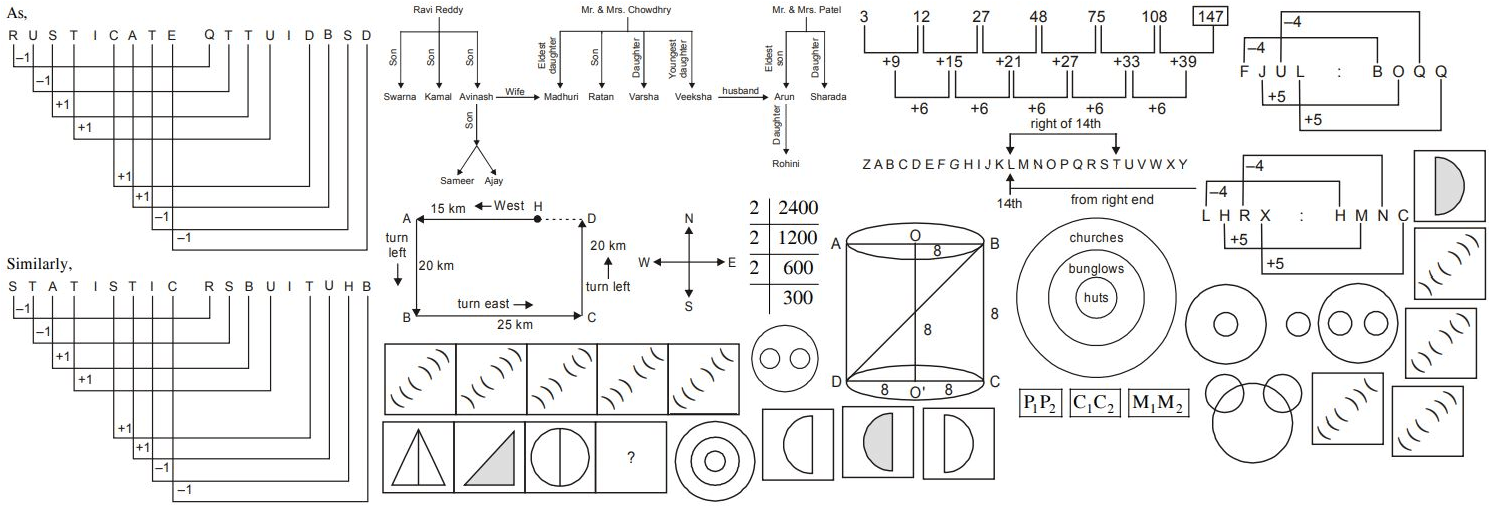 As,
R U S T I C A T E Q T T U I D B S D
–1
–1
+1
+1
+1
+1
–1
–1
Similarly,
S T A T I S T I C R S B U I T U H B
–1
–1
+1
+1
+1
+1
–1
–1
Ravi Reddy
Son
Son
Son
Swarna Kamal Avinash
Wife
Son
Sameer Ajay
Mr. & Mrs. Chowdhry
Eldest daughter
Son
Daughter
Youngest daughter
Madhuri Ratan Varsha Veeksha
husband
Mr. & Mrs. Patel
Eldest son
Daughter
Arun Sharada
Daughter
Rohini
A 15 km West H D
turn left
20 km
20 km
turn left
turn east
B 25 km C
N
W E
S
2 2400
2 1200
2 600
300
3 12 27 48 75 108 147
+9 +15 +21 +27 +33 +39
+6 +6 +6 +6 +6
right of 14th
Z A B C D E F G H I J K L M N O P Q R S T U V W X Y
14th from right end
–4
–4
F J U L : B O Q Q
+5
+5
–4
–4
L H R X : H M N C
+5
+5
A O B
8
8
8
D 8 O' 8 C
churches
bunglows
huts
P1P2 C1C2 M1M2
?